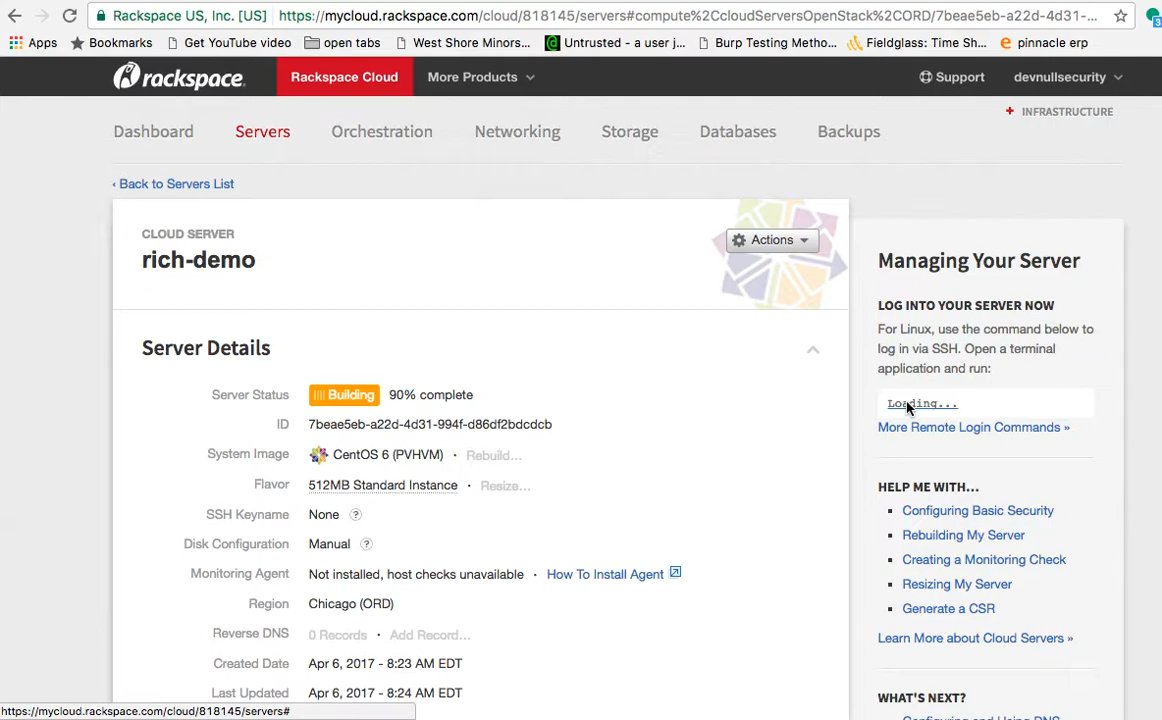 Rackspace US, Inc. [US] https://mycloud.rackspace.com/cloud/818145/servers#compute%2CcloudServersOpenStack%2CORD/7beae5eb-a22d-4d31-...
Apps Bookmarks Get YouTube video open tabs West Shore Minors... Untrusted - a user j... Burp Testing Metho... Fieldglass: Time Sh... pinnacle erp
3
rackspace. Rackspace Cloud More Products Support devnullsecurity
+ INFRASTRUCTURE
Dashboard Servers Orchestration Networking Storage Databases Backups
‹ Back to Servers List
CLOUD SERVER
rich-demo
Actions
Server Details
Server Status Building 90% complete
ID 7beae5eb-a22d-4d31-994f-d86df2bdcdcb
System Image CentOS 6 (PVHVM) • Rebuild...
Flavor 512MB Standard Instance • Resize...
SSH Keyname None ?
Disk Configuration Manual ?
Monitoring Agent Not installed, host checks unavailable • How To Install Agent
Region Chicago (ORD)
Reverse DNS 0 Records • Add Record...
Created Date Apr 6, 2017 - 8:23 AM EDT
Last Updated Apr 6, 2017 - 8:24 AM EDT
Managing Your Server
LOG INTO YOUR SERVER NOW
For Linux, use the command below to
log in via SSH. Open a terminal
application and run:
Loading...
More Remote Login Commands »
HELP ME WITH...
Configuring Basic Security
Rebuilding My Server
Creating a Monitoring Check
Resizing My Server
Generate a CSR
Learn More about Cloud Servers »
WHAT'S NEXT?
Configuring and Using DNS
https://mycloud.rackspace.com/cloud/818145/servers#